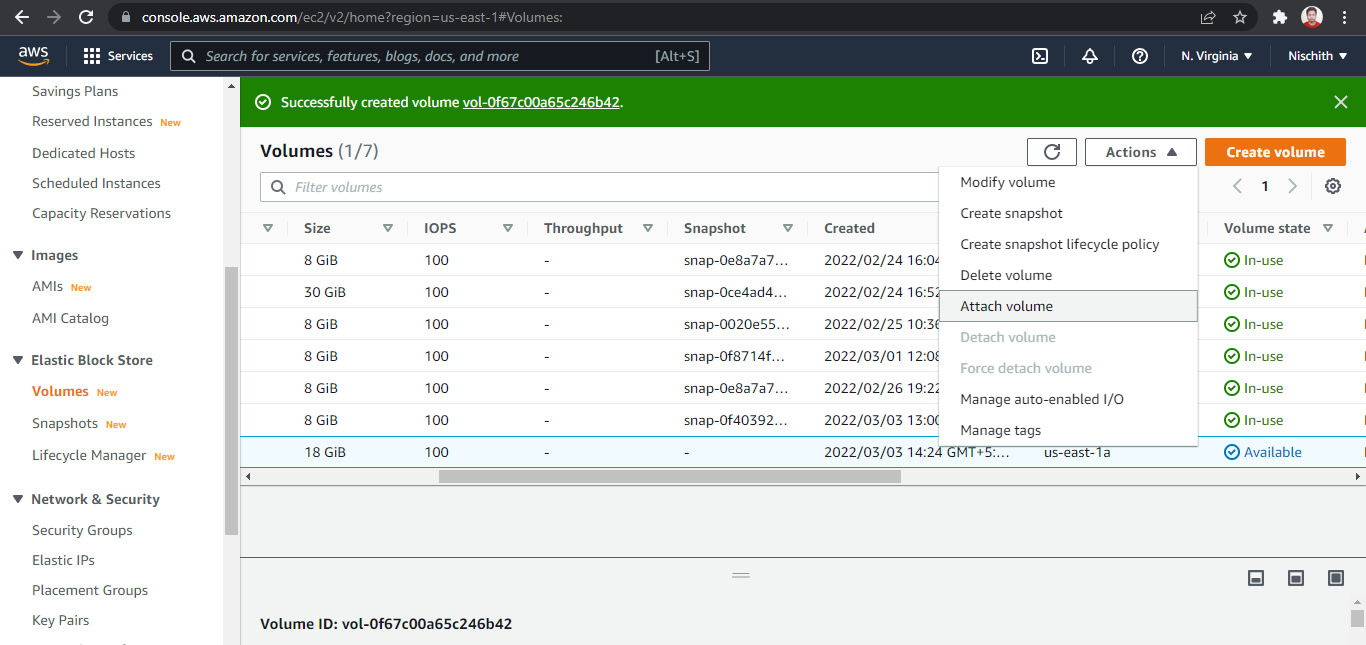 console.aws.amazon.com/ec2/v2/home?region=us-east-1#Volumes:
aws
Services
Search for services, features, blogs, docs, and more
[Alt+S]
N. Virginia
Nischith
Savings Plans
Reserved Instances New
Dedicated Hosts
Scheduled Instances
Capacity Reservations
Images
AMIs New
AMI Catalog
Elastic Block Store
Volumes New
Snapshots New
Lifecycle Manager New
Network & Security
Security Groups
Elastic IPs
Placement Groups
Key Pairs
Successfully created volume vol-0f67c00a65c246b42.
Volumes (1/7)
Actions
Create volume
Filter volumes
1
Modify volume
Create snapshot
Create snapshot lifecycle policy
Delete volume
Attach volume
Detach volume
Force detach volume
Manage auto-enabled I/O
Manage tags
Size IOPS Throughput Snapshot Created Volume state
8 GiB 100 - snap-0e8a7a7... 2022/02/24 16:04 In-use
30 GiB 100 - snap-0ce4ad4... 2022/02/24 16:52 In-use
8 GiB 100 - snap-0020e55... 2022/02/25 10:36 In-use
8 GiB 100 - snap-0f8714f... 2022/03/01 12:08 In-use
8 GiB 100 - snap-0e8a7a7... 2022/02/26 19:22 In-use
8 GiB 100 - snap-0f40392... 2022/03/03 13:00 In-use
18 GiB 100 - - 2022/03/03 14:24 GMT+5:... us-east-1a Available
Volume ID: vol-0f67c00a65c246b42